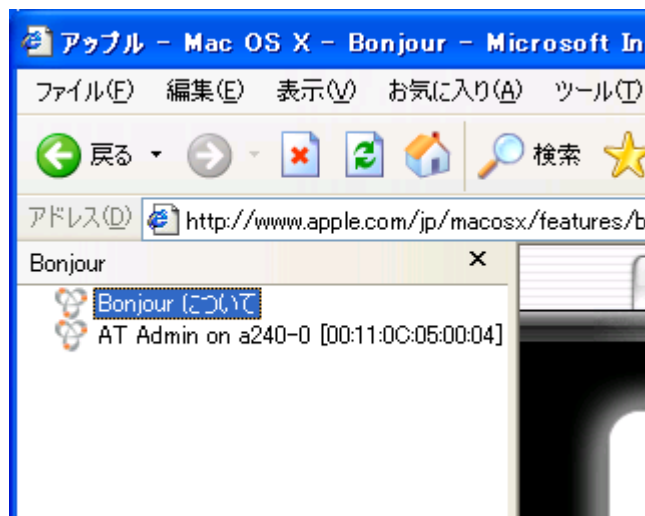 アップル - Mac OS X - Bonjour - Microsoft In
ファイル(F) 編集(E) 表示(V) お気に入り(A) ツール(T)
戻る 検索
アドレス(D) http://www.apple.com/jp/macosx/features/b
Bonjour ×
Bonjour について
AT Admin on a240-0 [00:11:0C:05:00:04]